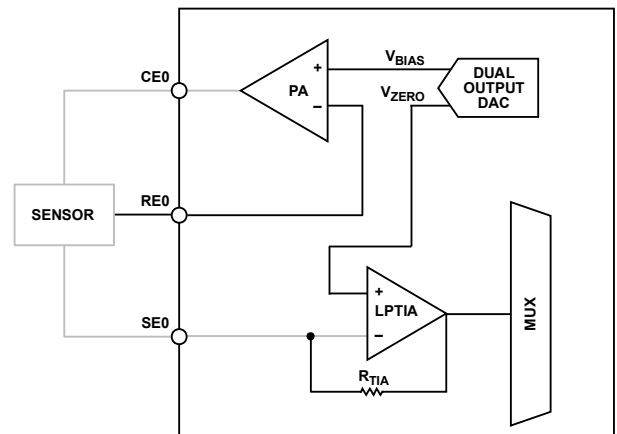 CE0
RE0
SE0
SENSOR
+
PA
−
V_BIAS
V_ZERO
DUAL
OUTPUT
DAC
+
LPTIA
−
R_TIA
MUX